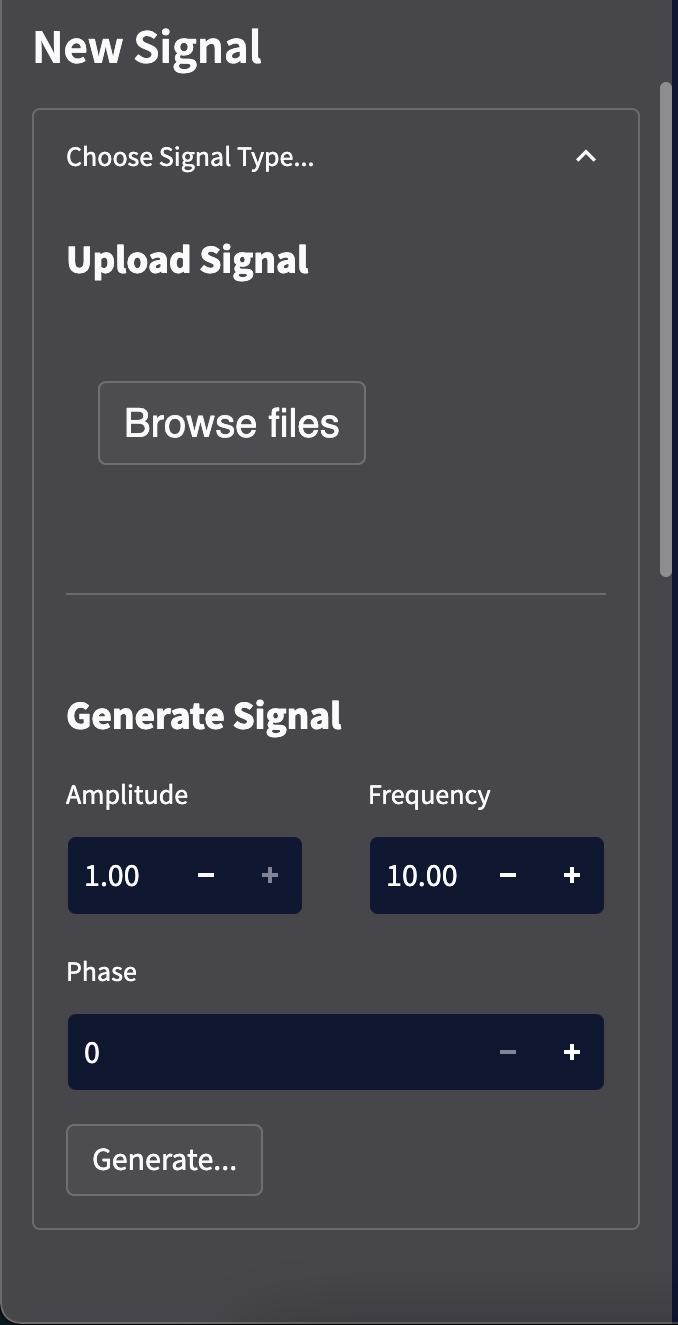 New Signal
Choose Signal Type...
Upload Signal
Browse files
Generate Signal
Amplitude Frequency
1.00 − + 10.00 − +
Phase
0 − +
Generate...